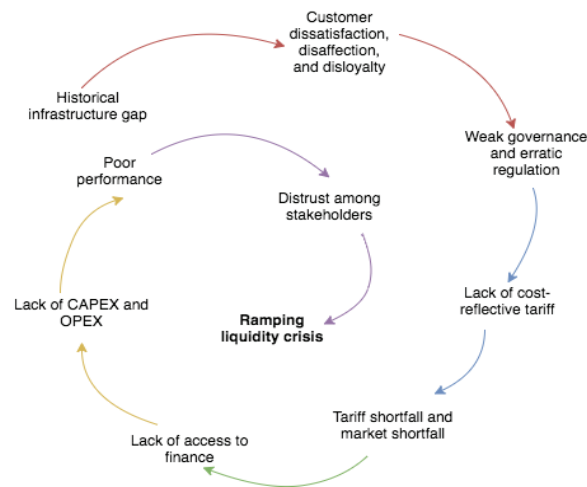 Customer
dissatisfaction,
disaffection,
and disloyalty
Historical
infrastructure gap
Weak governance
and erratic
regulation
Poor
performance
Distrust among
stakeholders
Lack of cost-
reflective tariff
Lack of CAPEX and
OPEX
Ramping
liquidity crisis
Tariff shortfall and
market shortfall
Lack of access to
finance